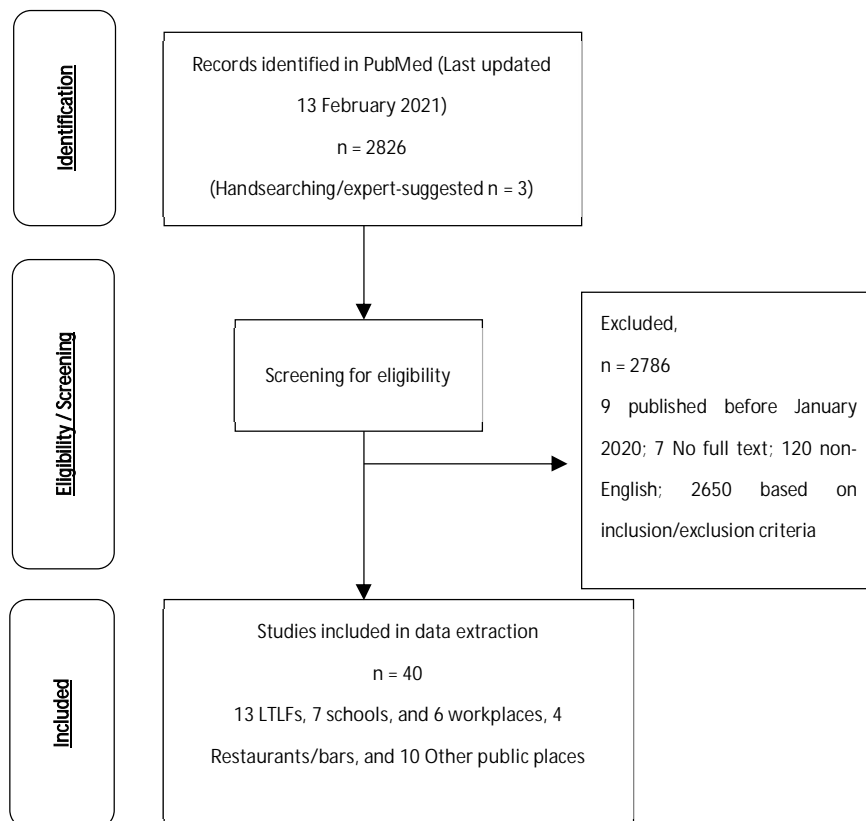 Identification
Records identified in PubMed (Last updated
13 February 2021)
n = 2826
(Handsearching/expert-suggested n = 3)
Eligibility / Screening
Screening for eligibility
Excluded,
n = 2786
9 published before January
2020; 7 No full text; 120 non-
English; 2650 based on
inclusion/exclusion criteria
Included
Studies included in data extraction
n = 40
13 LTLFs, 7 schools, and 6 workplaces, 4
Restaurants/bars, and 10 Other public places